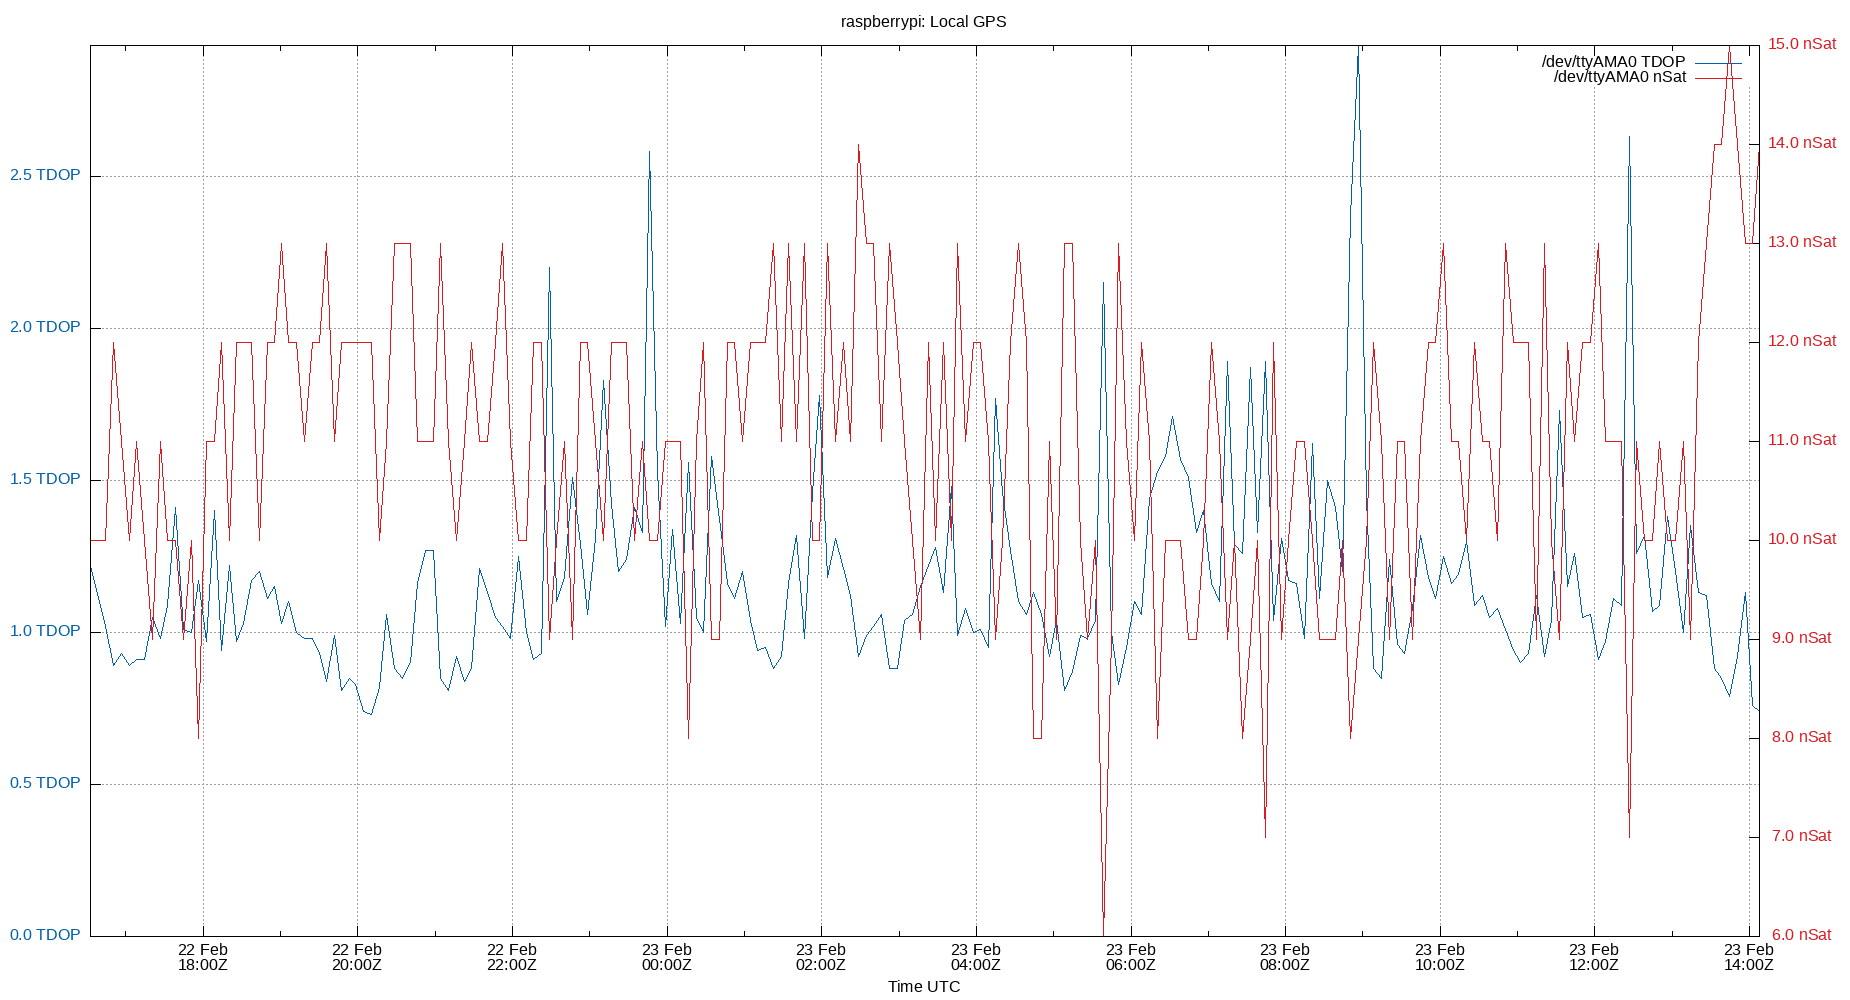 raspberrypi: Local GPS
15.0 nSat
/dev/ttyAMA0 TDOP
/dev/ttyAMA0 nSat
14.0 nSat
2.5 TDOP
13.0 nSat
2.0 TDOP
12.0 nSat
11.0 nSat
1.5 TDOP
10.0 nSat
1.0 TDOP
9.0 nSat
8.0 nSat
0.5 TDOP
7.0 nSat
0.0 TDOP
6.0 nSat
22 Feb 22 Feb 22 Feb 23 Feb 23 Feb 23 Feb 23 Feb 23 Feb 23 Feb 23 Feb 23 Feb
18:00Z 20:00Z 22:00Z 00:00Z 02:00Z 04:00Z 06:00Z 08:00Z 10:00Z 12:00Z 14:00Z
Time UTC